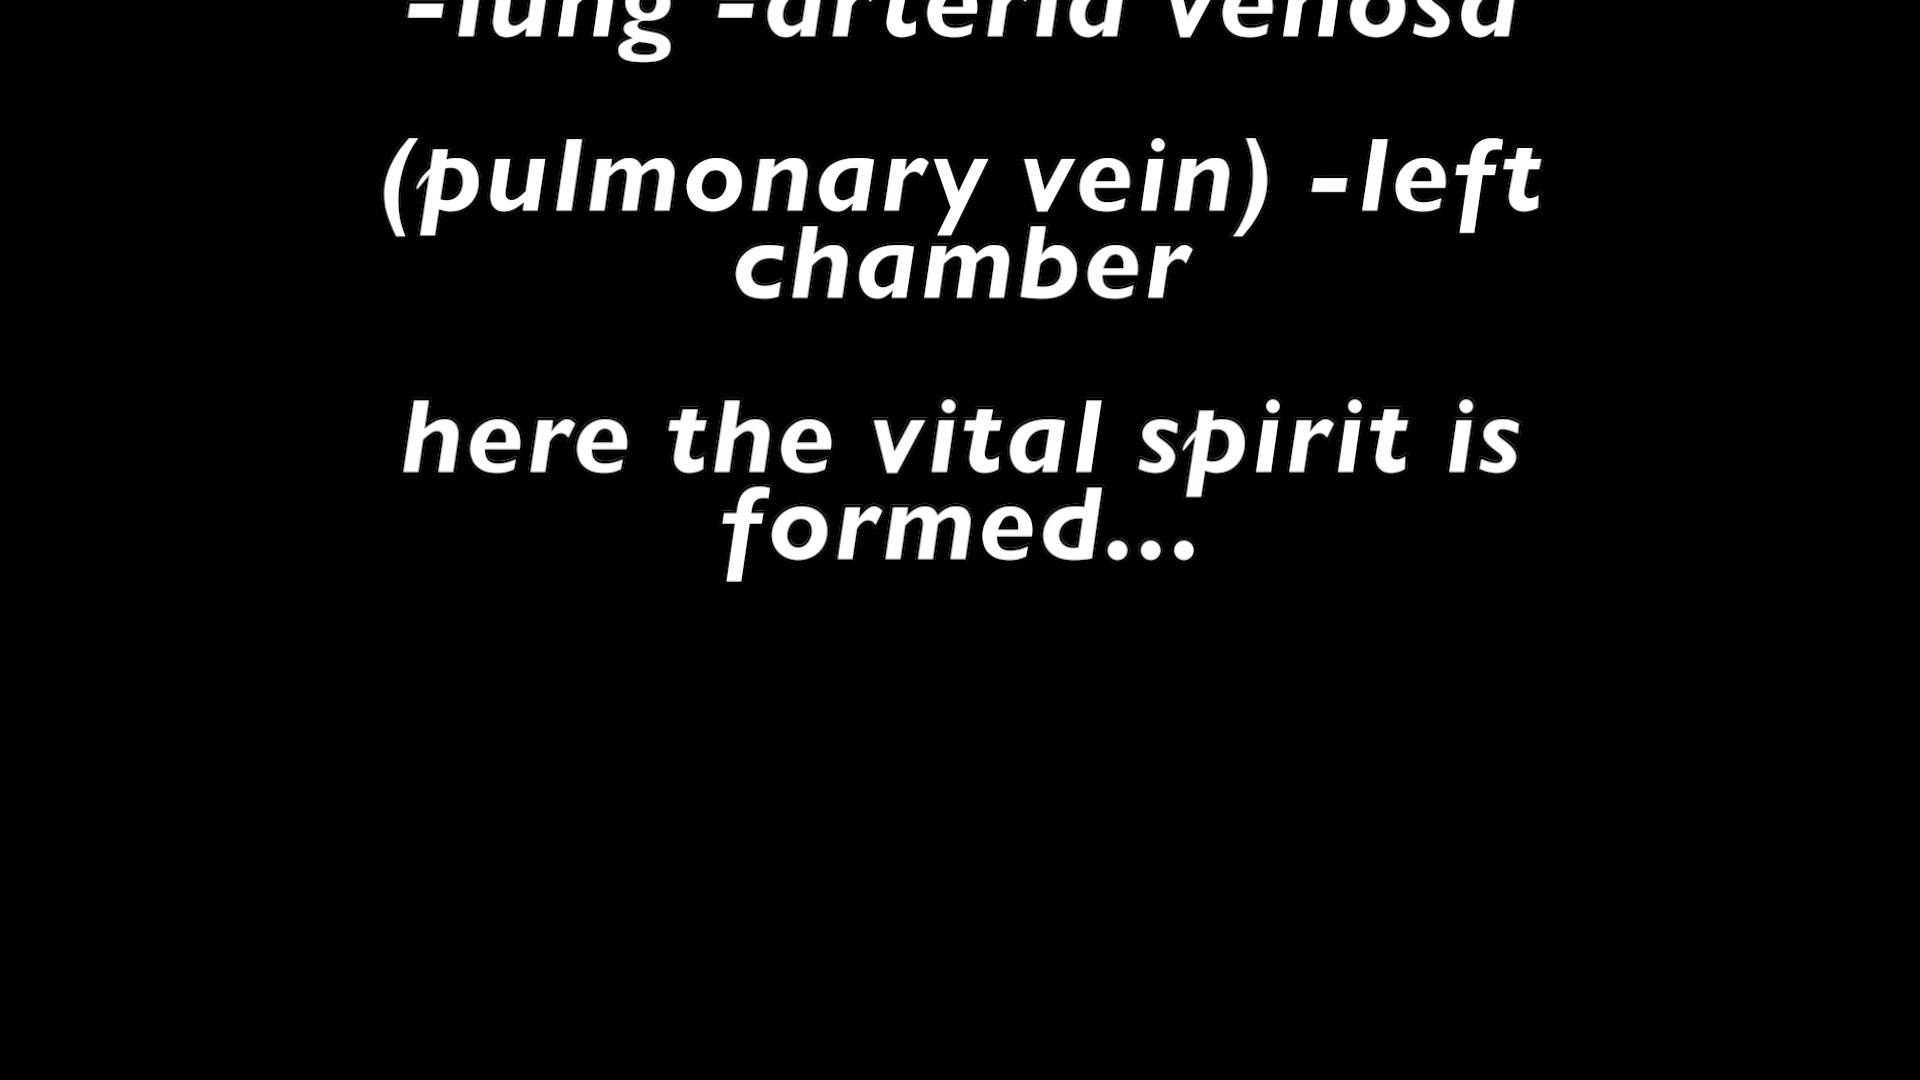 -lung -arteria venosa
(pulmonary vein) -left
chamber
here the vital spirit is
formed...